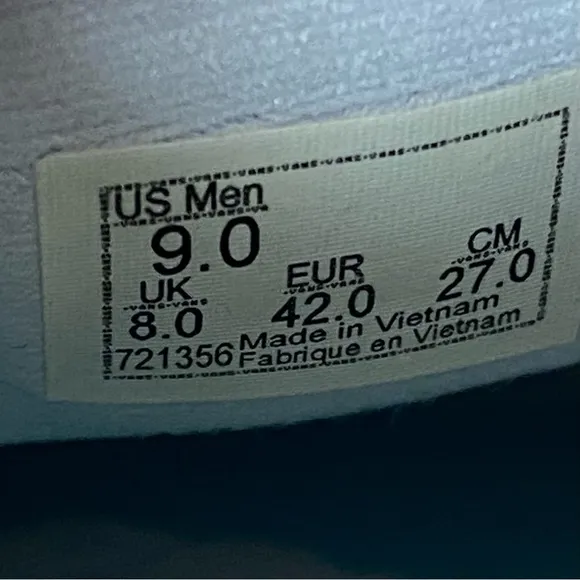 US Men
9.0
UK EUR CM
8.0 42.0 27.0
721356 Made in Vietnam
Fabrique en Vietnam